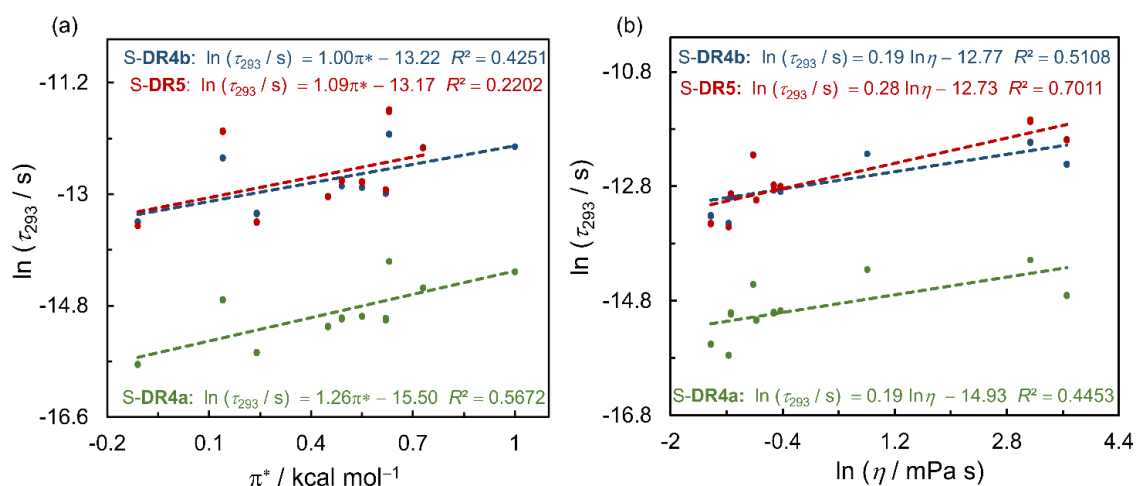 (a)
S-DR4b: ln (τ293 / s) = 1.00π* − 13.22 R² = 0.4251
S-DR5: ln (τ293 / s) = 1.09π* − 13.17 R² = 0.2202
-11.2
-13
-14.8
-16.6
ln (τ293 / s)
S-DR4a: ln (τ293 / s) = 1.26π* − 15.50 R² = 0.5672
-0.2 0.1 0.4 0.7 1
π* / kcal mol⁻¹
(b)
S-DR4b: ln (τ293 / s) = 0.19 lnη − 12.77 R² = 0.5108
S-DR5: ln (τ293 / s) = 0.28 lnη − 12.73 R² = 0.7011
-10.8
-12.8
-14.8
-16.8
ln (τ293 / s)
S-DR4a: ln (τ293 / s) = 0.19 lnη − 14.93 R² = 0.4453
-2 -0.4 1.2 2.8 4.4
ln (η / mPa s)